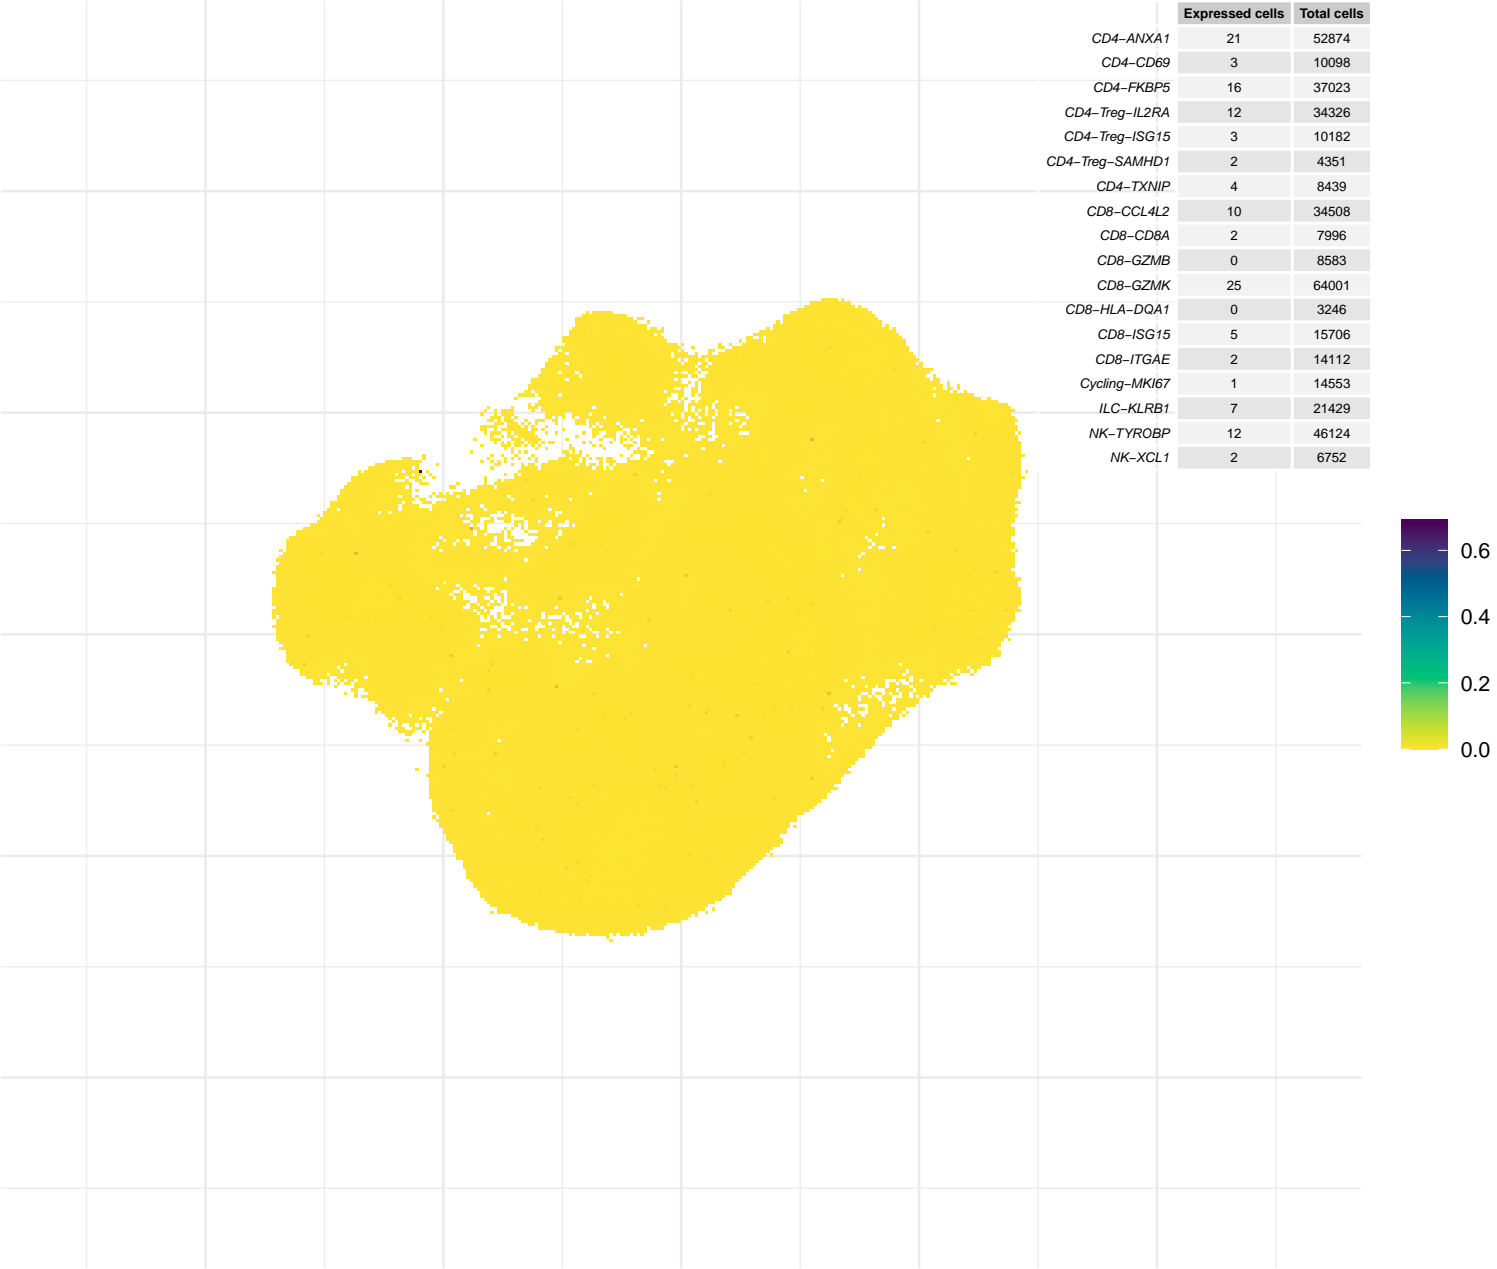 Expressed cells Total cells
CD4−ANXA1 21 52874
CD4−CD69 3 10098
CD4−FKBP5 16 37023
CD4−Treg−IL2RA 12 34326
CD4−Treg−ISG15 3 10182
CD4−Treg−SAMHD1 2 4351
CD4−TXNIP 4 8439
CD8−CCL4L2 10 34508
CD8−CD8A 2 7996
CD8−GZMB 0 8583
CD8−GZMK 25 64001
CD8−HLA−DQA1 0 3246
CD8−ISG15 5 15706
CD8−ITGAE 2 14112
Cycling−MKI67 1 14553
ILC−KLRB1 7 21429
NK−TYROBP 12 46124
NK−XCL1 2 6752
0.6
0.4
0.2
0.0